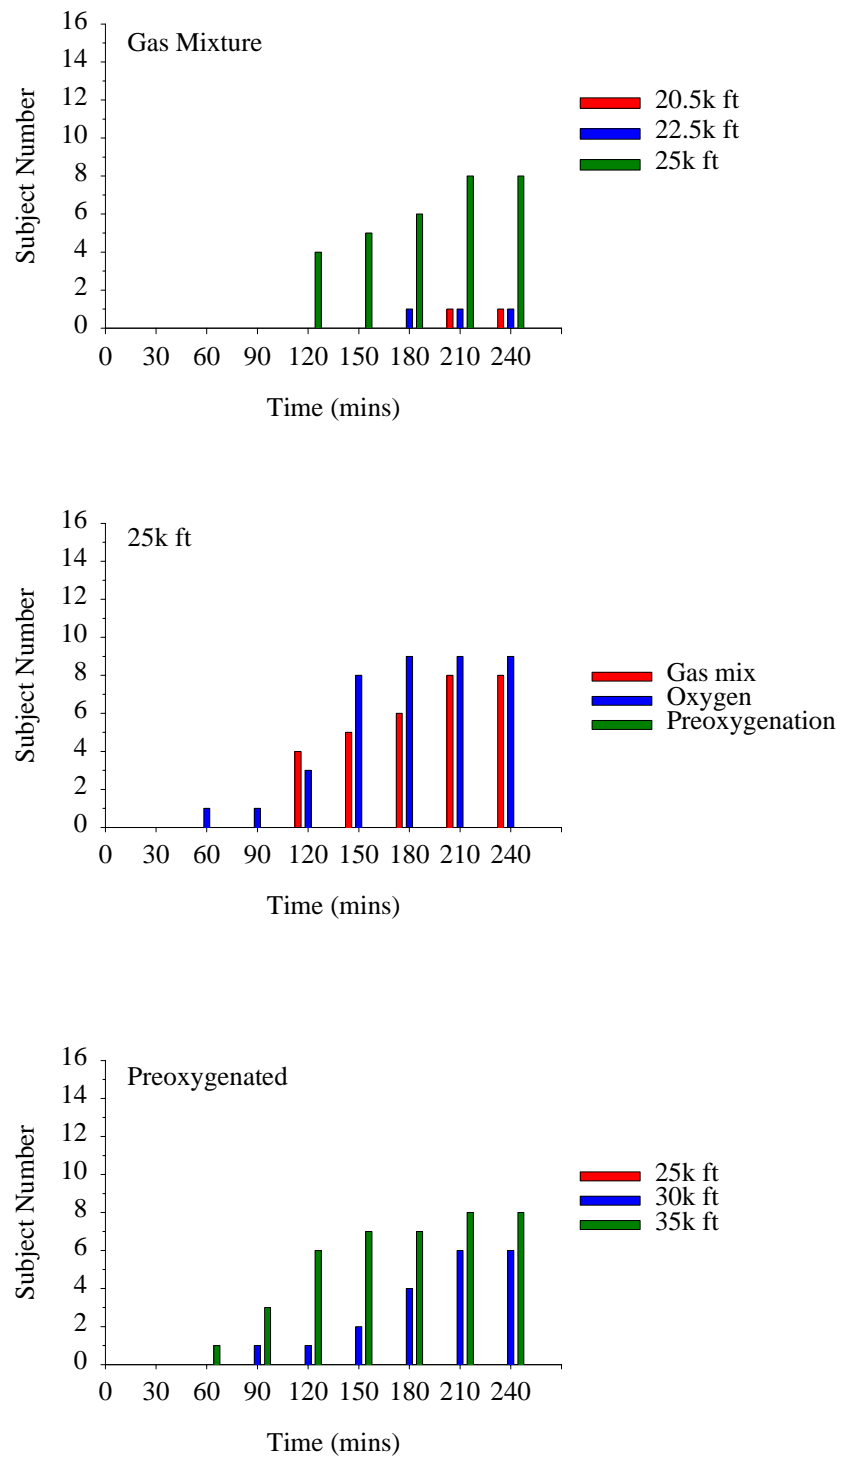 Gas Mixture
Subject Number
16
14
12
10
8
6
4
2
0
0 30 60 90 120 150 180 210 240
Time (mins)
20.5k ft
22.5k ft
25k ft
25k ft
Subject Number
16
14
12
10
8
6
4
2
0
0 30 60 90 120 150 180 210 240
Time (mins)
Gas mix
Oxygen
Preoxygenation
Preoxygenated
Subject Number
16
14
12
10
8
6
4
2
0
0 30 60 90 120 150 180 210 240
Time (mins)
25k ft
30k ft
35k ft